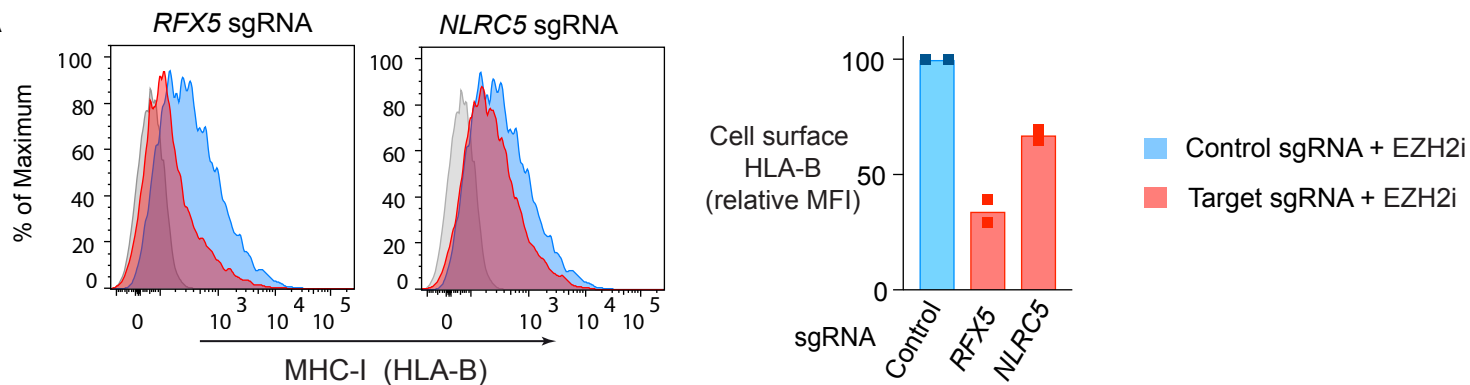 RFX5 sgRNA
NLRC5 sgRNA
% of Maximum
100
80
60
40
20
0
0
10 3
10 4
10 5
100
80
60
40
20
0
0
10 3
10 4
10 5
MHC-I (HLA-B)
Cell surface
HLA-B
(relative MFI)
100
50
0
sgRNA
Control
RFX5
NLRC5
Control sgRNA + EZH2i
Target sgRNA + EZH2i